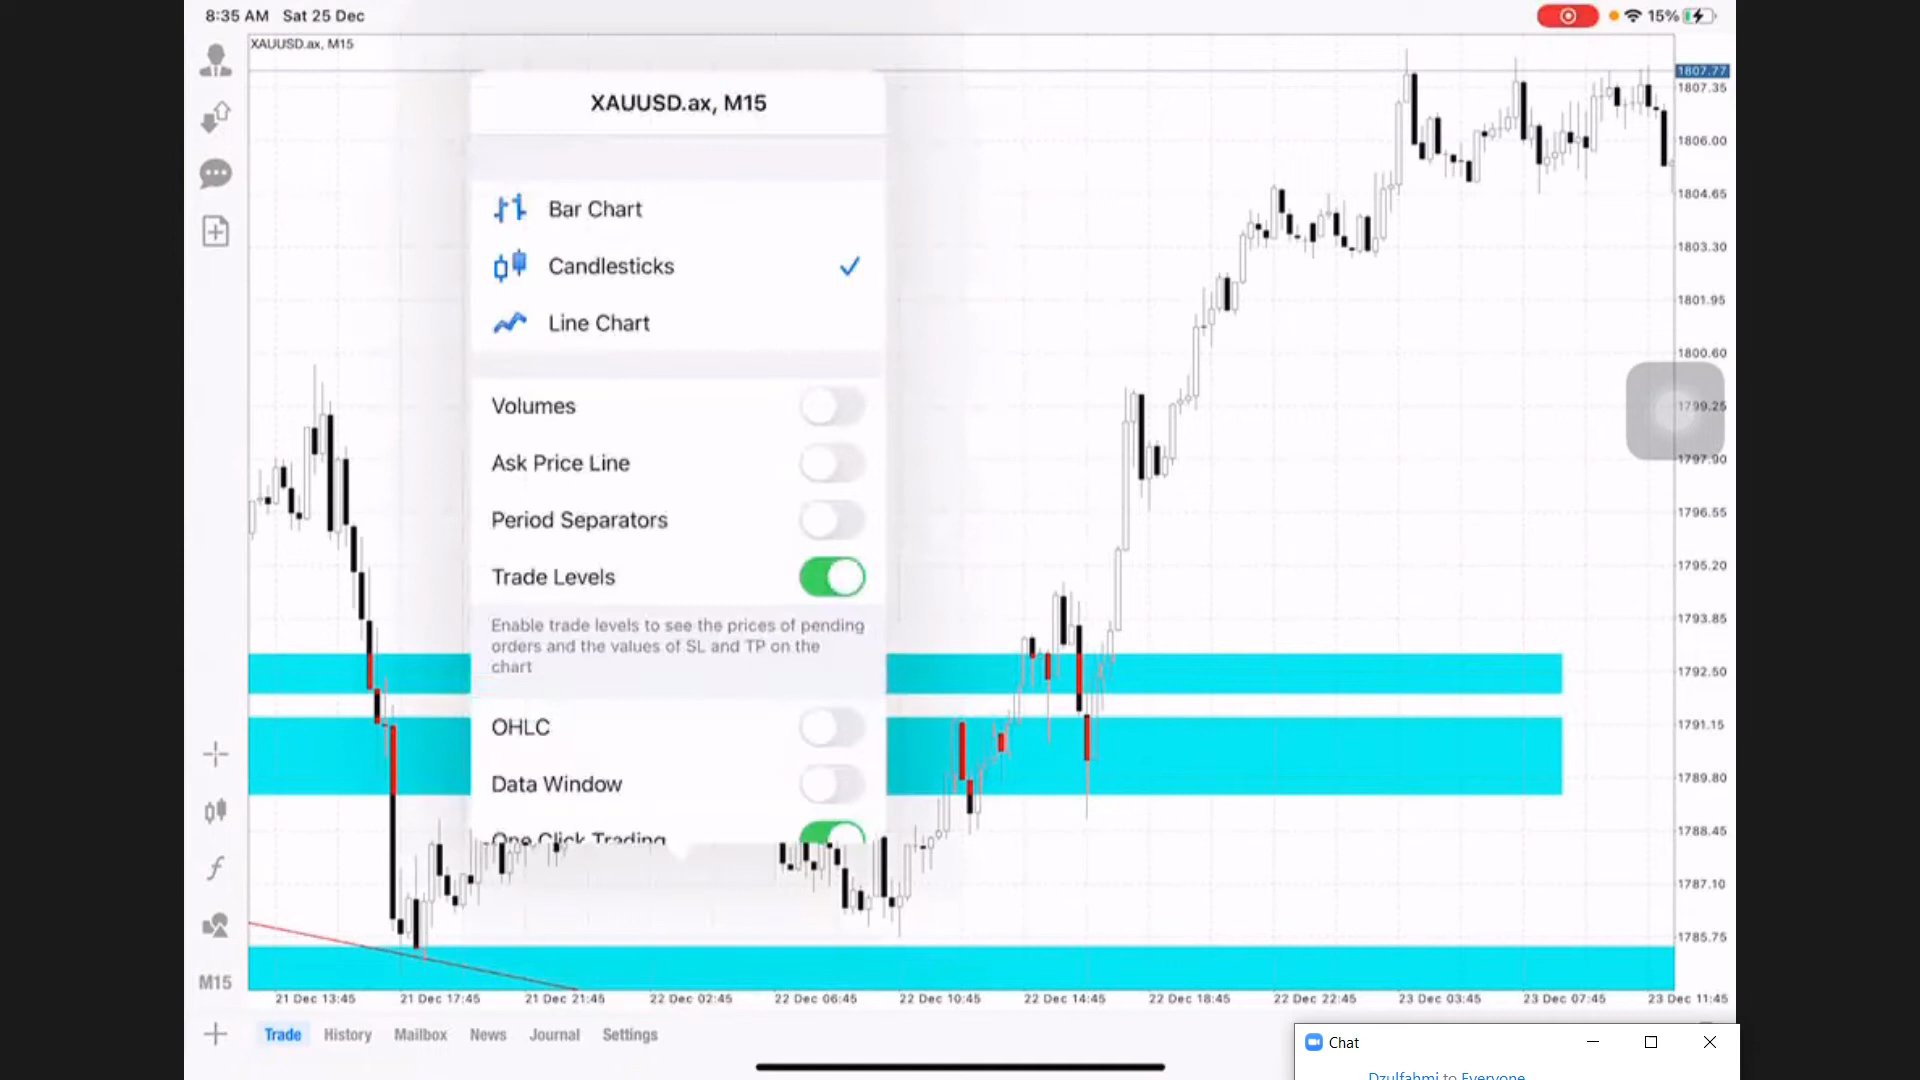 8:35 AM Sat 25 Dec
15%
XAUUSD.ax, M15
XAUUSD.ax, M15
Bar Chart
Candlesticks
Line Chart
Volumes
Ask Price Line
Period Separators
Trade Levels
Enable trade levels to see the prices of pending
orders and the values of SL and TP on the
chart
OHLC
Data Window
One Click Trading
1807.77
1807.35
1806.00
1804.65
1803.30
1801.95
1800.60
1799.25
1797.90
1796.55
1795.20
1793.85
1792.50
1791.15
1789.80
1788.45
1787.10
1785.75
M15
21 Dec 13:45
21 Dec 17:45
21 Dec 21:45
22 Dec 02:45
22 Dec 06:45
22 Dec 10:45
22 Dec 14:45
22 Dec 18:45
22 Dec 22:45
23 Dec 03:45
23 Dec 07:45
23 Dec 11:45
Trade
History
Mailbox
News
Journal
Settings
Chat
Dzulfahmi to Everyone